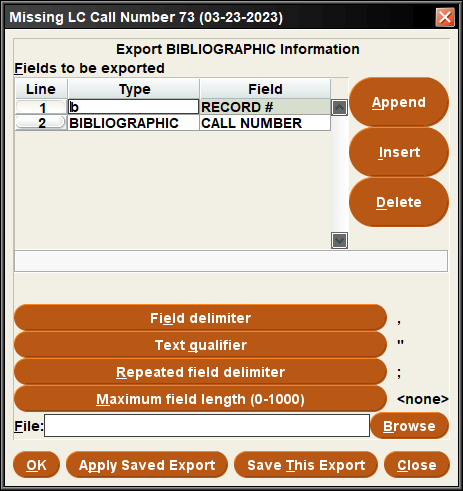 Missing LC Call Number 73 (03-23-2023)
Export BIBLIOGRAPHIC Information
Fields to be exported
Line Type Field
1 b RECORD #
2 BIBLIOGRAPHIC CALL NUMBER
Append
Insert
Delete
Field delimiter ,
Text qualifier "
Repeated field delimiter ;
Maximum field length (0-1000) <none>
File: Browse
OK Apply Saved Export Save This Export Close